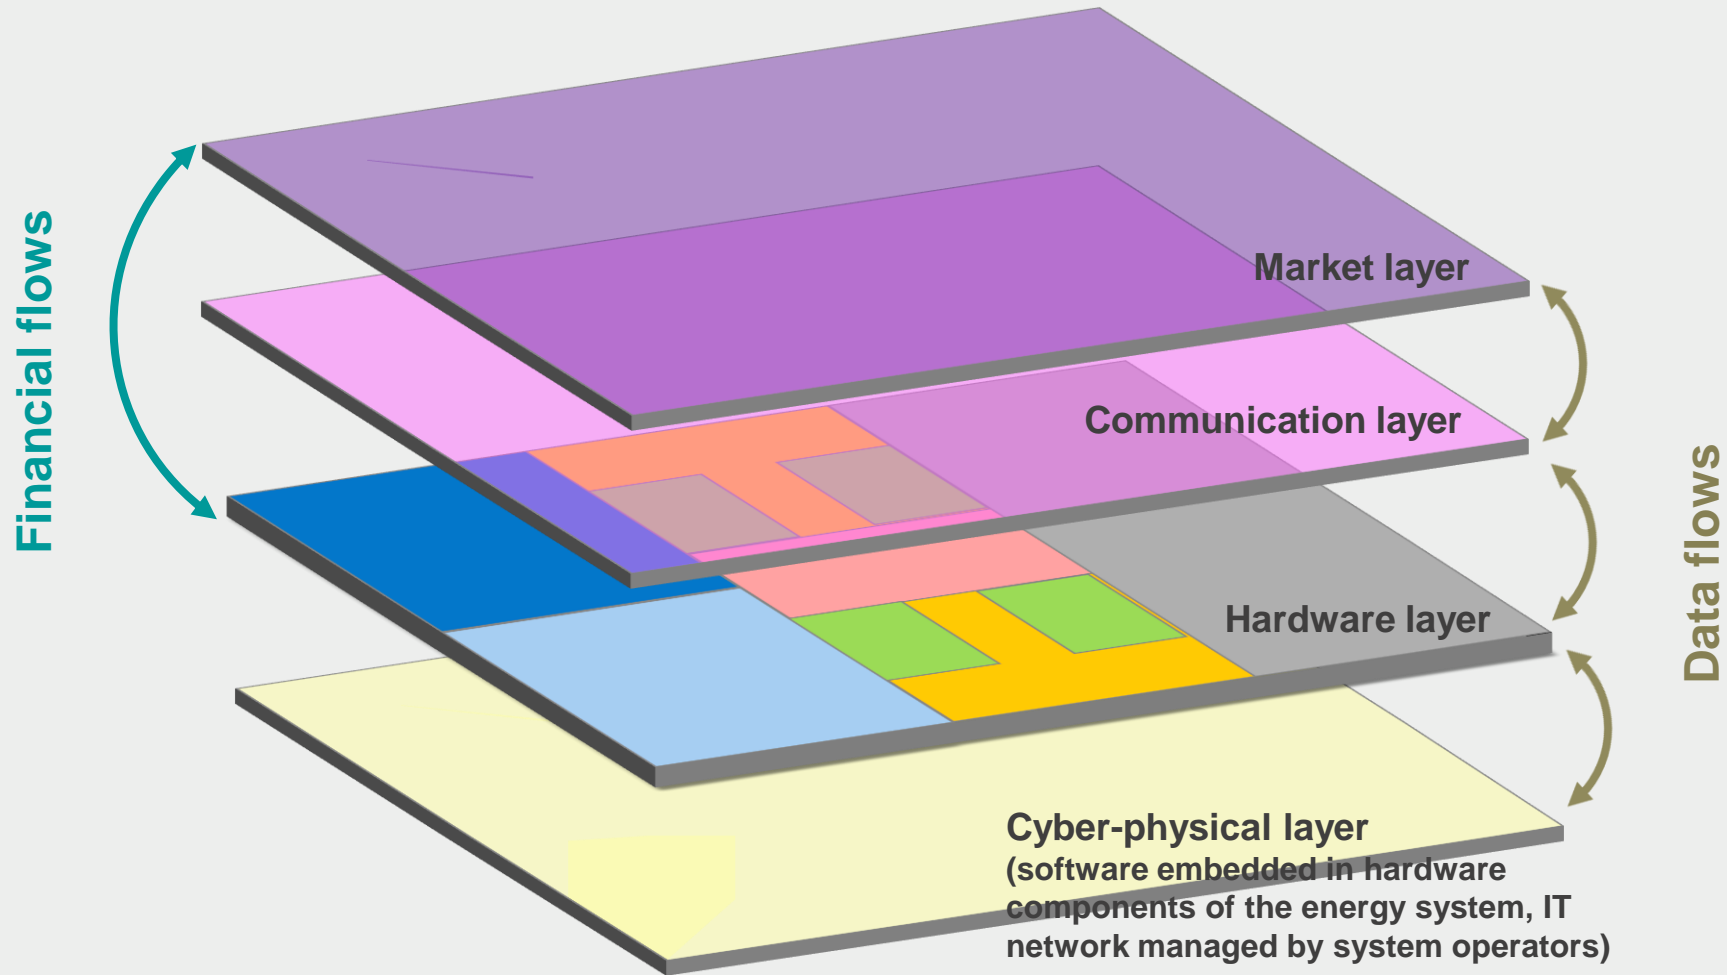 Financial flows
Market layer
Communication layer
Hardware layer
Data flows
Cyber-physical layer
(software embedded in hardware
components of the energy system, IT
network managed by system operators)